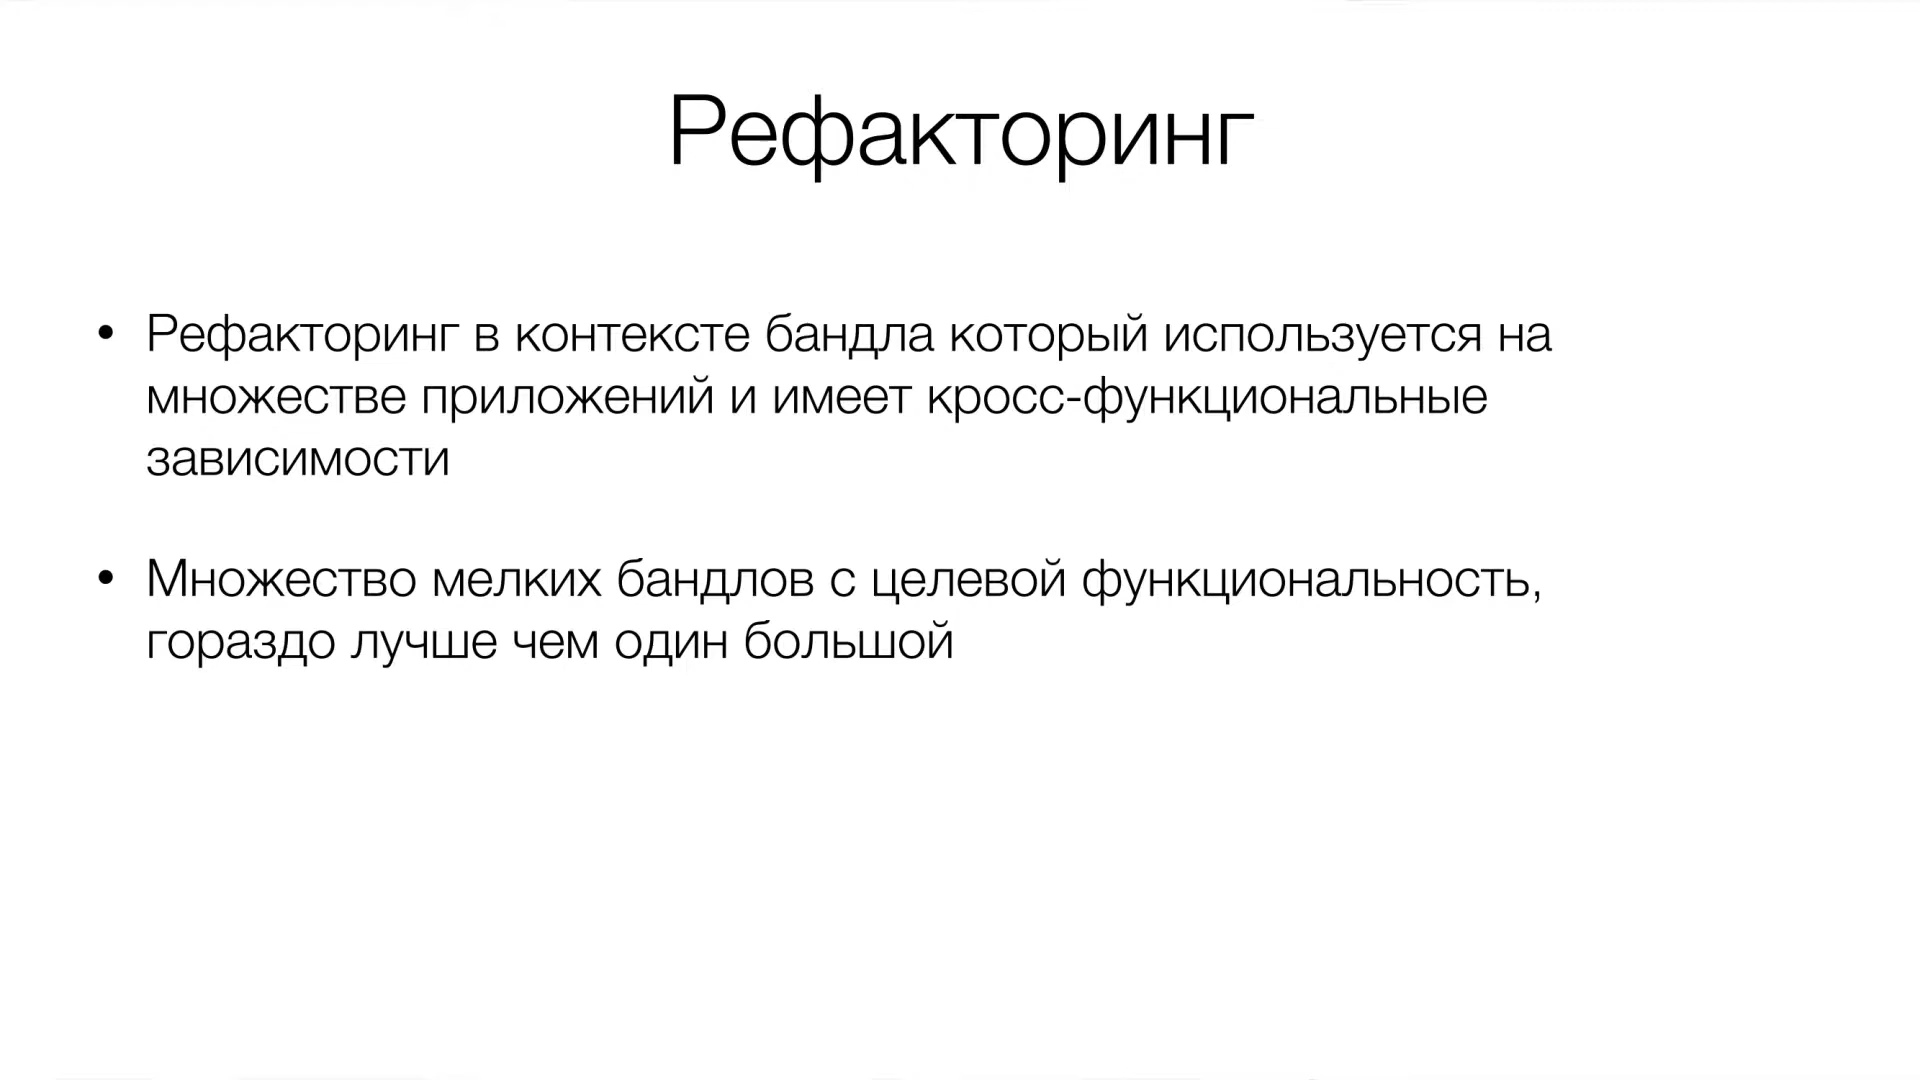 Рефакторинг
• Рефакторинг в контексте бандла который используется на
множестве приложений и имеет кросс-функциональные
зависимости
• Множество мелких бандлов с целевой функциональность,
гораздо лучше чем один большой